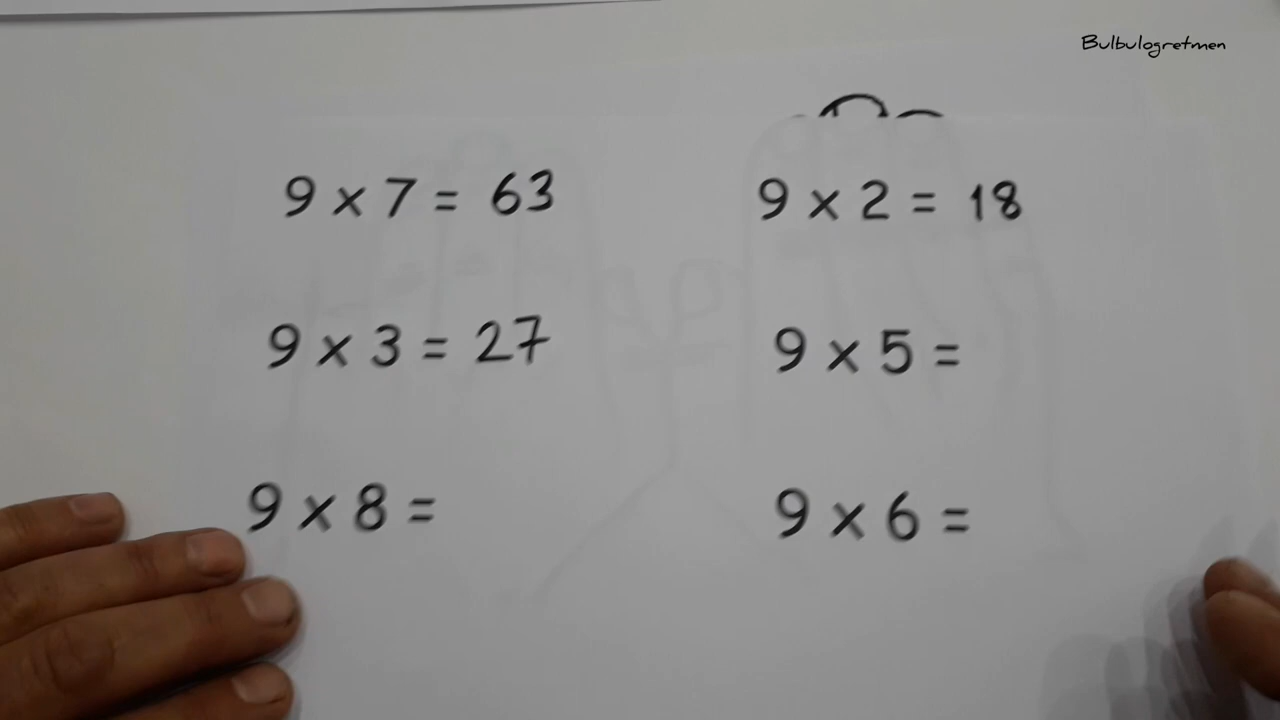 Bulbulogretmen
9 x 7 = 63
9 x 2 = 18
9 x 3 = 27
9 x 5 =
9 x 8 =
9 x 6 =